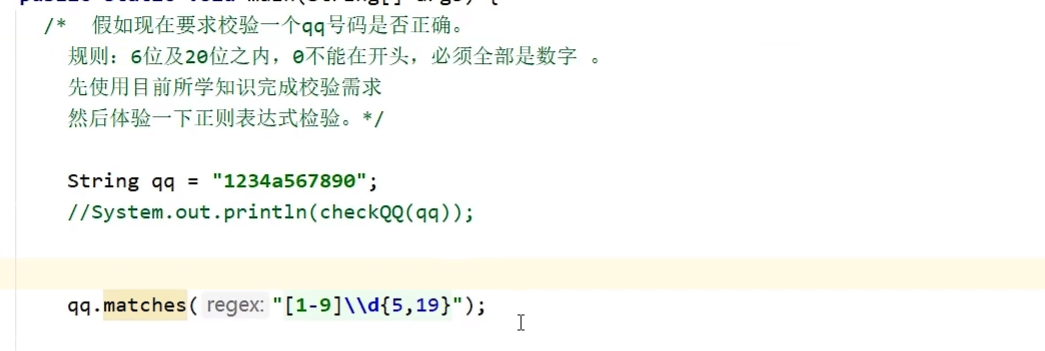 public static void main(String[] args) {
/*  假如现在要求校验一个qq号码是否正确。
规则：6位及20位之内，0不能在开头，必须全部是数字 。
先使用目前所学知识完成校验需求
然后体验一下正则表达式检验。*/
String qq = "1234a567890";
//System.out.println(checkQQ(qq));
qq.matches( regex: "[1-9]\\d{5,19}");